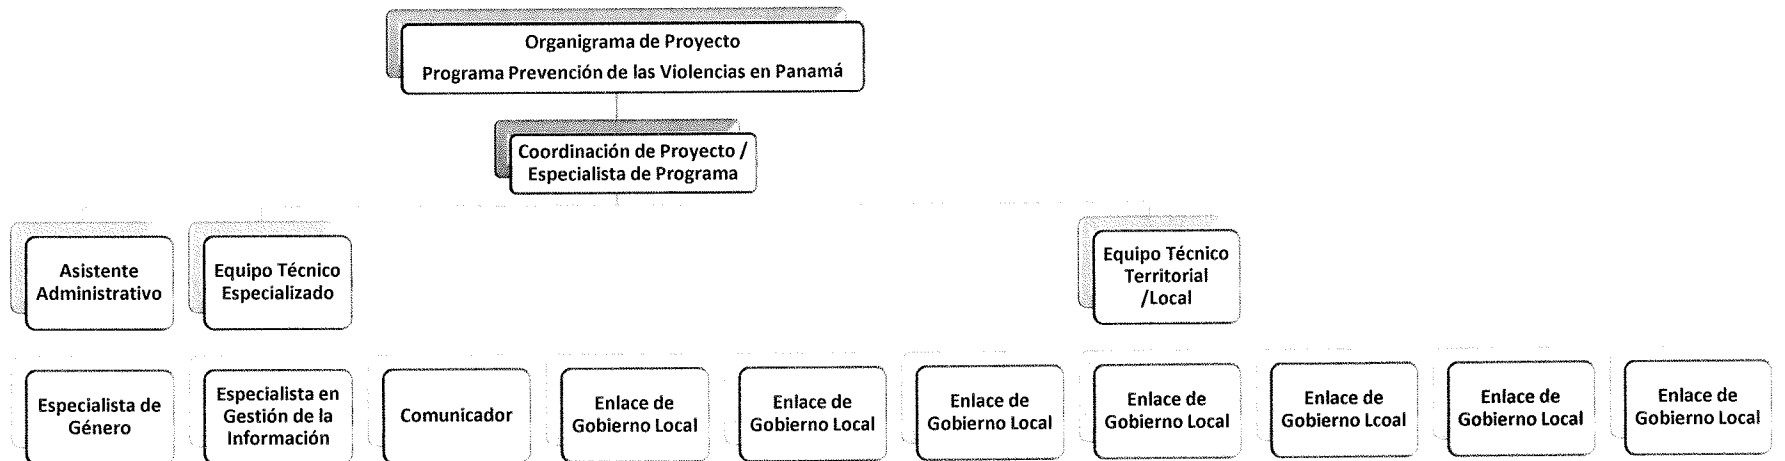 Organigrama de Proyecto
Programa Prevención de las Violencias en Panamá
Coordinación de Proyecto /
Especialista de Programa
Asistente
Administrativo
Equipo Técnico
Especializado
Equipo Técnico
Territorial
/Local
Especialista de
Género
Especialista en
Gestión de la
Información
Comunicador
Enlace de
Gobierno Local
Enlace de
Gobierno Local
Enlace de
Gobierno Local
Enlace de
Gobierno Local
Enlace de
Gobierno Lcoal
Enlace de
Gobierno Local
Enlace de
Gobierno Local